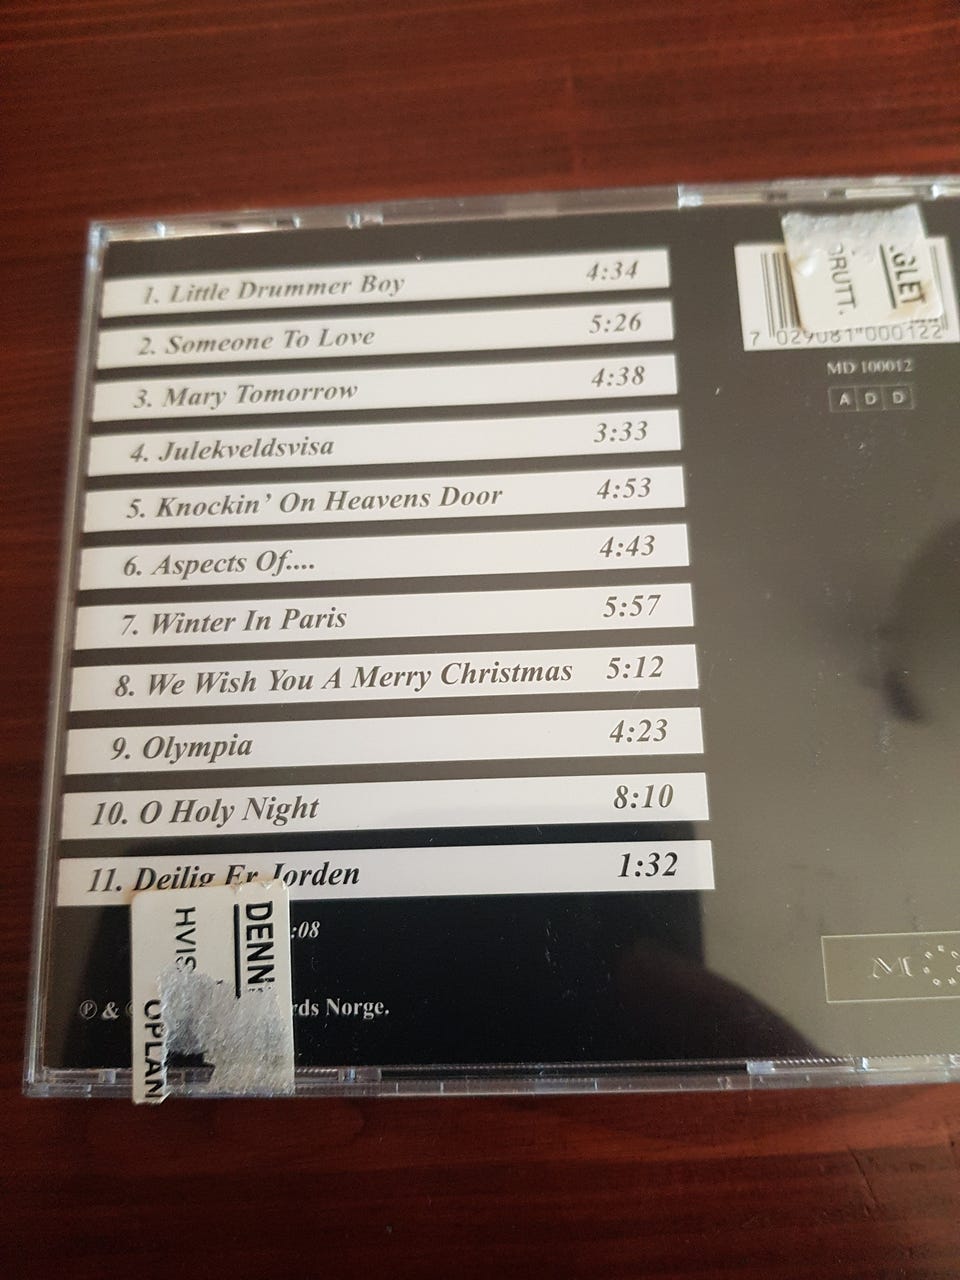 1. Little Drummer Boy 4:34
2. Someone To Love 5:26
3. Mary Tomorrow 4:38
4. Julekveldsvisa 3:33
5. Knockin' On Heavens Door 4:53
6. Aspects Of.... 4:43
7. Winter In Paris 5:57
8. We Wish You A Merry Christmas 5:12
9. Olympia 4:23
10. O Holy Night 8:10
11. Deilig Er Jorden 1:32
:08
℗ & rds Norge.
DENN
HVIS
OPLAN
GLET
BRUTT.
7 029081 000122
MD 100012
A D D
M